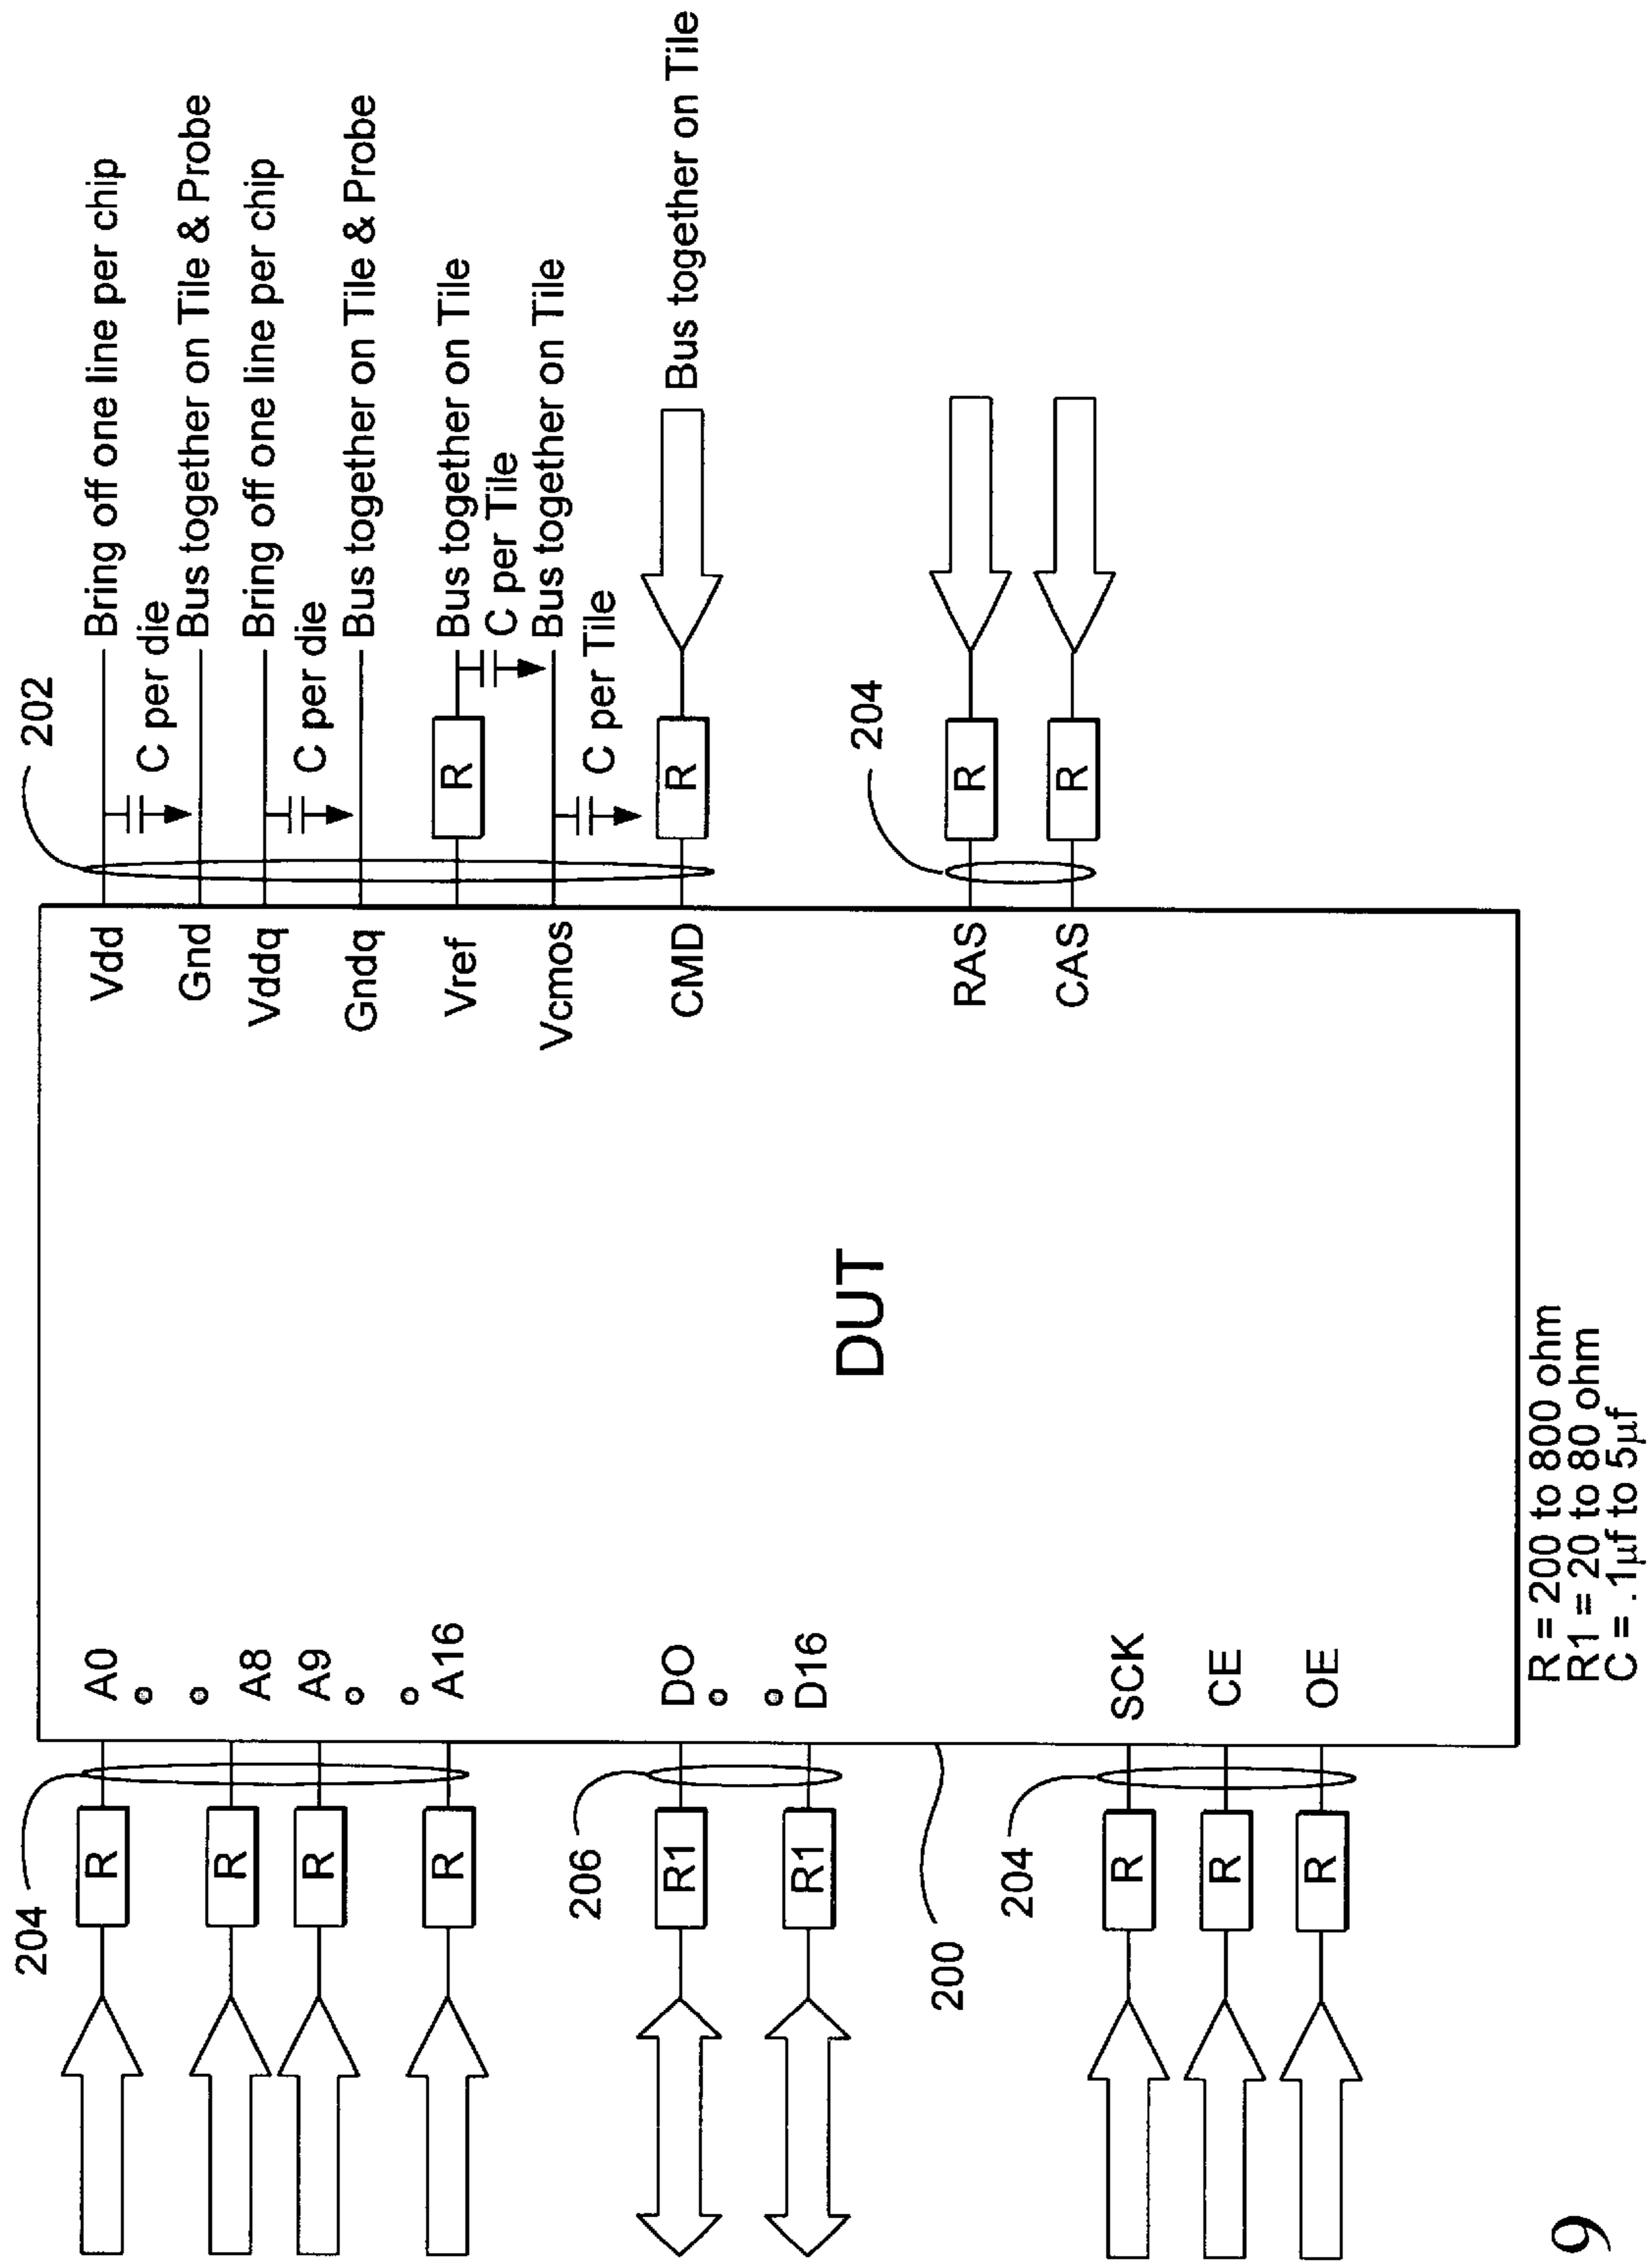 202
Vdd
Bring off one line per chip
C per die
Gnd
Bus together on Tile & Probe
Vddq
Bring off one line per chip
C per die
Gndq
Bus together on Tile & Probe
Vref
R
Bus together on Tile
C per Tile
Vcmos
Bus together on Tile
C per Tile
CMD
R
Bus together on Tile
204
RAS
R
CAS
R
DUT
204
R
A0
R
A8
R
A9
R
A16
206
R1
DO
R1
D16
200
204
R
SCK
R
CE
R
OE
R = 200 to 800 ohm
R1 = 20 to 80 ohm
C = .1µf to 5µf
9